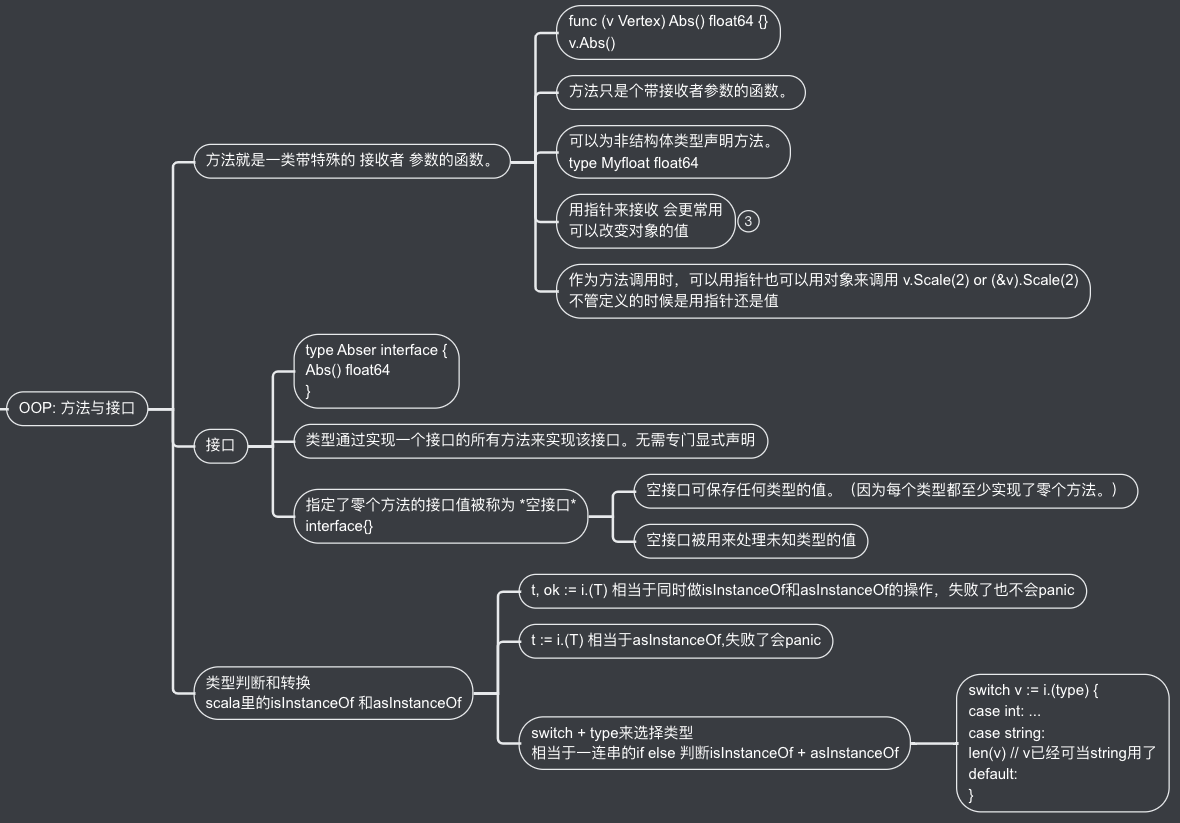 OOP: 方法与接口
方法就是一类带特殊的 接收者 参数的函数。
func (v Vertex) Abs() float64 {}
v.Abs()
方法只是个带接收者参数的函数。
可以为非结构体类型声明方法。
type Myfloat float64
用指针来接收 会更常用
可以改变对象的值
3
作为方法调用时，可以用指针也可以用对象来调用 v.Scale(2) or (&v).Scale(2)
不管定义的时候是用指针还是值
接口
type Abser interface {
Abs() float64
}
类型通过实现一个接口的所有方法来实现该接口。无需专门显式声明
指定了零个方法的接口值被称为 *空接口*
interface{}
空接口可保存任何类型的值。（因为每个类型都至少实现了零个方法。）
空接口被用来处理未知类型的值
类型判断和转换
scala里的isInstanceOf 和asInstanceOf
t, ok := i.(T) 相当于同时做isInstanceOf和asInstanceOf的操作，失败了也不会panic
t := i.(T) 相当于asInstanceOf,失败了会panic
switch + type来选择类型
相当于一连串的if else 判断isInstanceOf + asInstanceOf
switch v := i.(type) {
case int: ...
case string:
len(v) // v已经可当string用了
default:
}